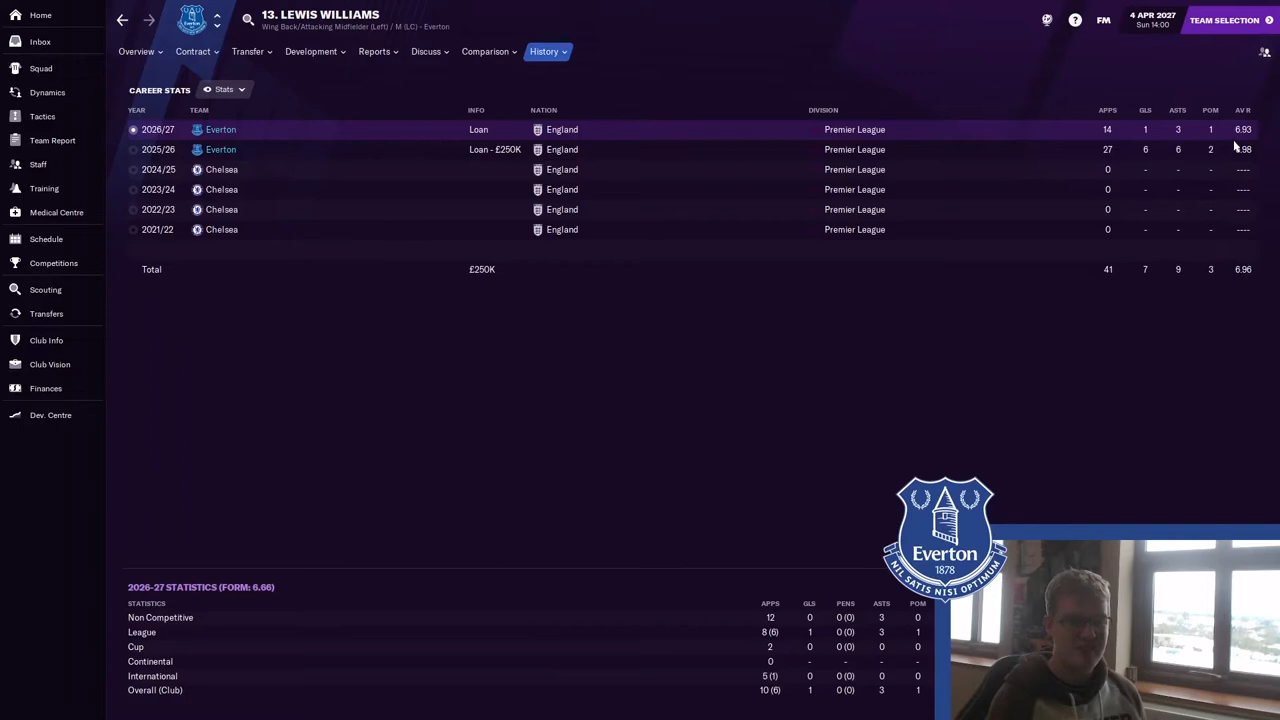 13. LEWIS WILLIAMS
Wing Back/Attacking Midfielder (Left) / M (LC) - Everton
FM
4 APR 2027
Sun 14:00
TEAM SELECTION
Home
Inbox
Squad
Dynamics
Tactics
Team Report
Staff
Training
Medical Centre
Schedule
Competitions
Scouting
Transfers
Club Info
Club Vision
Finances
Dev. Centre
Overview Contract Transfer Development Reports Discuss Comparison History
CAREER STATS Stats
YEAR TEAM INFO NATION DIVISION APPS GLS ASTS POM AV R
2026/27 Everton Loan England Premier League 14 1 3 1 6.93
2025/26 Everton Loan - £250K England Premier League 27 6 6 2 .98
2024/25 Chelsea England Premier League 0 - - - ----
2023/24 Chelsea England Premier League 0 - - - ----
2022/23 Chelsea England Premier League 0 - - - ----
2021/22 Chelsea England Premier League 0 - - - ----
Total £250K 41 7 9 3 6.96
2026-27 STATISTICS (FORM: 6.66)
STATISTICS APPS GLS PENS ASTS POM
Non Competitive 12 0 0 (0) 3 0
League 8 (6) 1 0 (0) 3 1
Cup 2 0 0 (0) 0 0
Continental 0 - - - -
International 5 (1) 0 0 (0) 0 0
Overall (Club) 10 (6) 1 0 (0) 3 1
Everton
1878
NIL SATIS NISI OPTIMUM